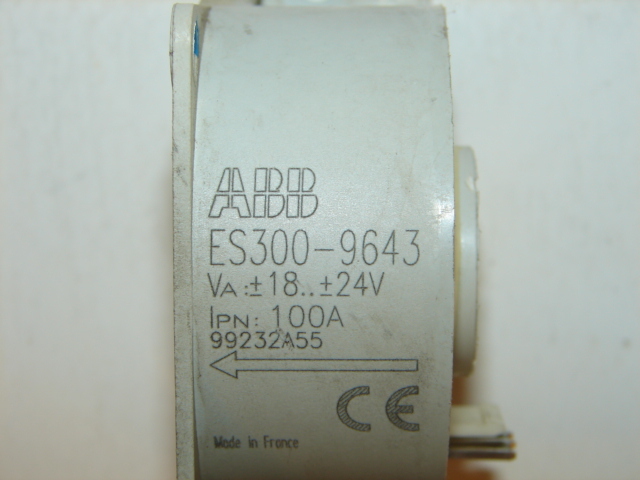 ABB
ES300-9643
VA:±18..±24V
IPN: 100A
99232A55
CE
Made in France